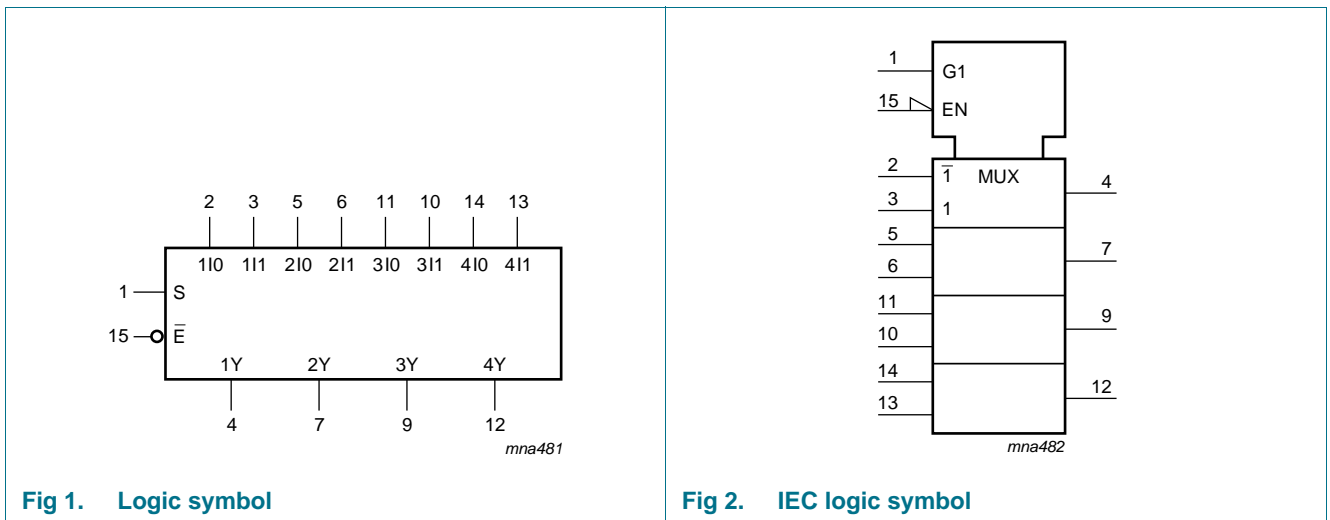 2 3 5 6 11 10 14 13
1I0 1I1 2I0 2I1 3I0 3I1 4I0 4I1
1 S
15 E̅
1Y 2Y 3Y 4Y
4 7 9 12
mna481
Fig 1. Logic symbol
1 G1
15 EN
2 1̅ MUX 4
3 1
5
6 7
11
10 9
14
13 12
mna482
Fig 2. IEC logic symbol